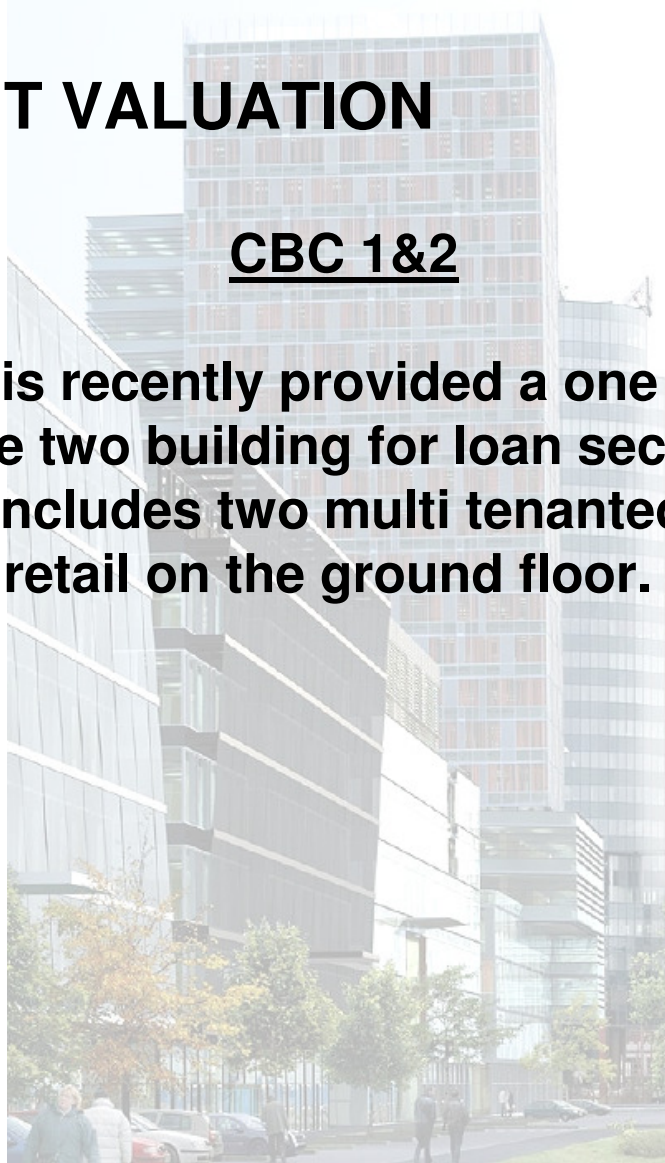 T VALUATION
CBC 1&2
is recently provided a one
e two building for loan sec
ncludes two multi tenanted
retail on the ground floor.